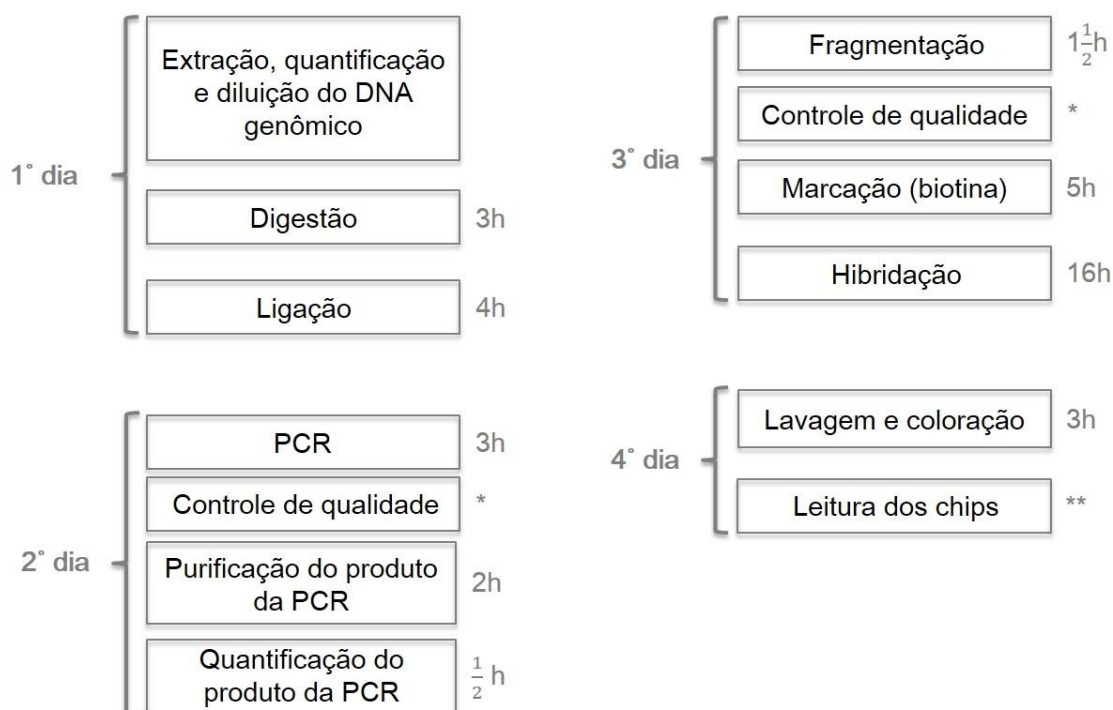 1° dia
Extração, quantificação
e diluição do DNA
genômico
Digestão
3h
Ligação
4h
2° dia
PCR
3h
Controle de qualidade
*
Purificação do produto
da PCR
2h
Quantificação do
produto da PCR
1/2 h
3° dia
Fragmentação
1 1/2h
Controle de qualidade
*
Marcação (biotina)
5h
Hibridação
16h
4° dia
Lavagem e coloração
3h
Leitura dos chips
**